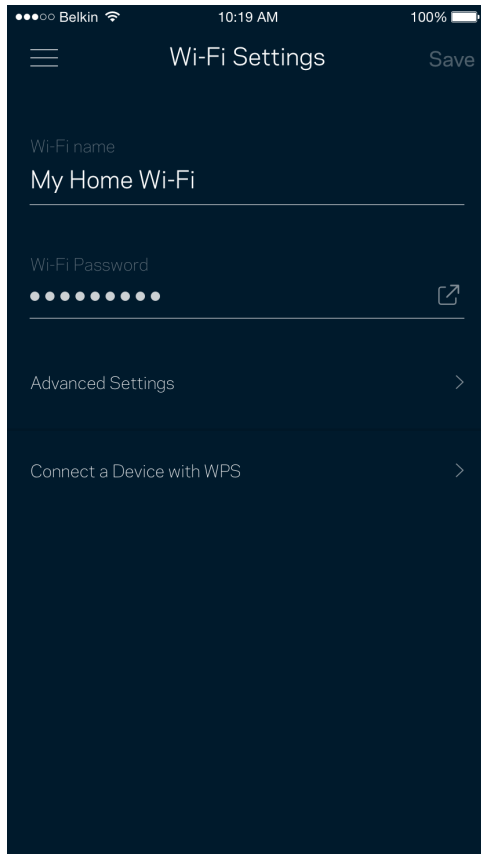 Belkin 10:19 AM 100%
Wi-Fi Settings Save
Wi-Fi name
My Home Wi-Fi
Wi-Fi Password
●●●●●●●●●
Advanced Settings
Connect a Device with WPS